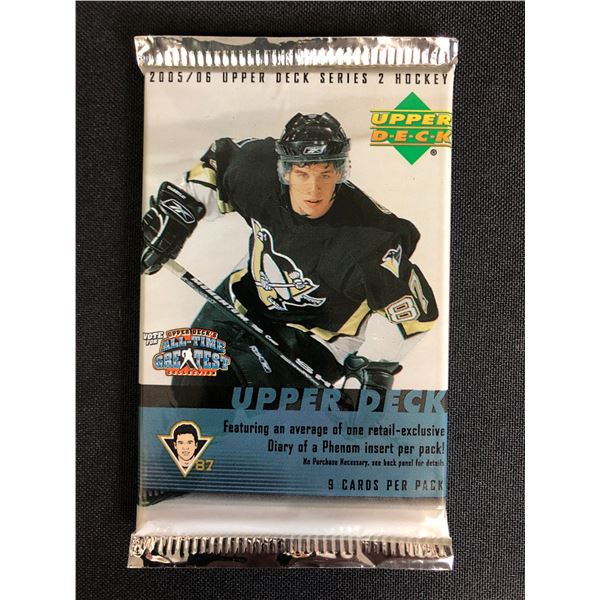 2005/06 UPPER DECK SERIES 2 HOCKEY
UPPER
D·E·C·K
®
87
VOTE FOR
UPPER DECK'S
ALL-TIME
GREATEST
COLLECTION
UPPER DECK
Featuring an average of one retail-exclusive
Diary of a Phenom insert per pack!
No Purchase Necessary, see back panel for details
87
9 CARDS PER PACK